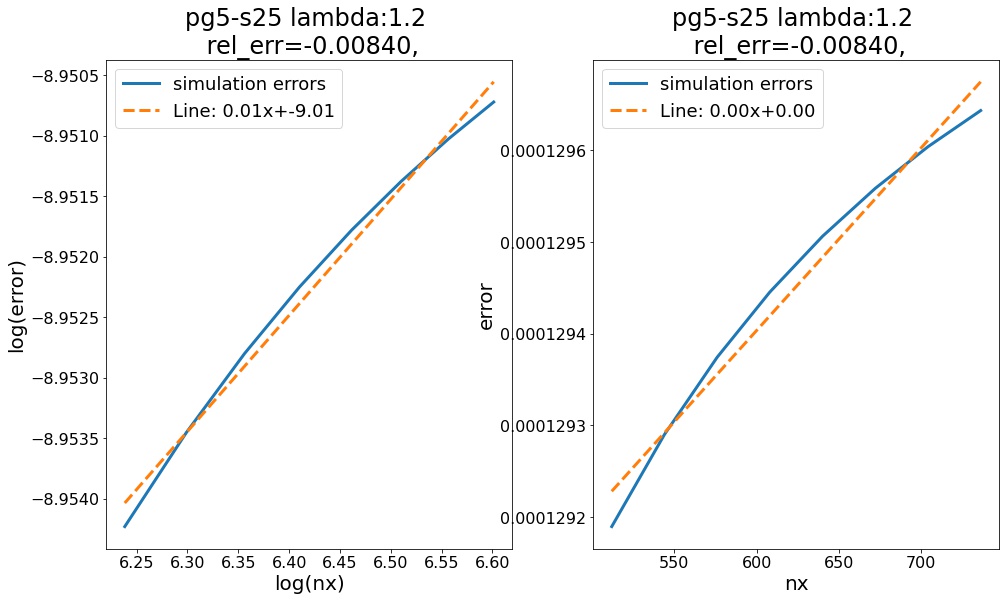 pg5-s25 lambda:1.2
rel_err=-0.00840,
simulation errors
Line: 0.01x+-9.01
−8.9505
−8.9510
−8.9515
−8.9520
−8.9525
−8.9530
−8.9535
−8.9540
log(error)
6.25
6.30
6.35
6.40
6.45
6.50
6.55
6.60
log(nx)
pg5-s25 lambda:1.2
rel_err=-0.00840,
simulation errors
Line: 0.00x+0.00
0.0001296
0.0001295
0.0001294
0.0001293
0.0001292
error
550
600
650
700
nx